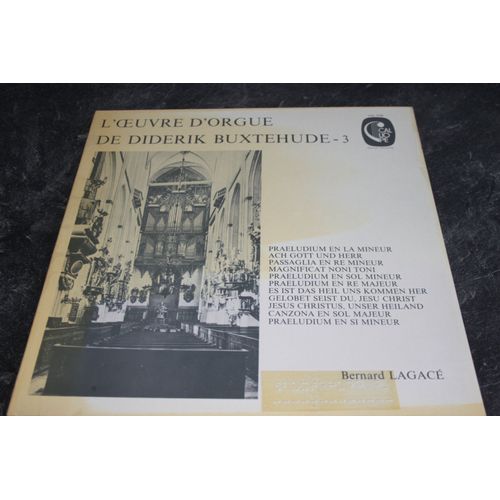 L'ŒUVRE D'ORGUE
DE DIDERIK BUXTEHUDE - 3
CALLIOPE
PRAELUDIUM EN LA MINEUR
ACH GOTT UND HERR
PASSAGLIA EN RE MINEUR
MAGNIFICAT NONI TONI
PRAELUDIUM EN SOL MINEUR
PRAELUDIUM EN RE MAJEUR
ES IST DAS HEIL UNS KOMMEN HER
GELOBET SEIST DU, JESU CHRIST
JESUS CHRISTUS, UNSER HEILAND
CANZONA EN SOL MAJEUR
PRAELUDIUM EN SI MINEUR
Bernard LAGACÉ